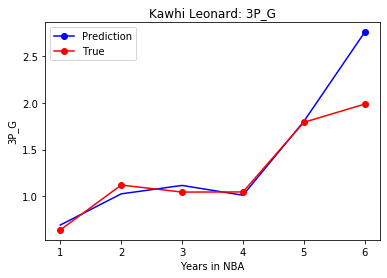 Kawhi Leonard: 3P_G
Prediction
True
3P_G
2.5
2.0
1.5
1.0
1 2 3 4 5 6
Years in NBA